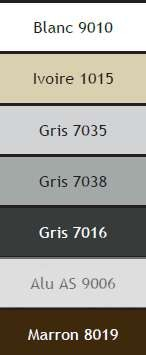 Blanc 9010
Ivoire 1015
Gris 7035
Gris 7038
Gris 7016
Alu AS 9006
Marron 8019